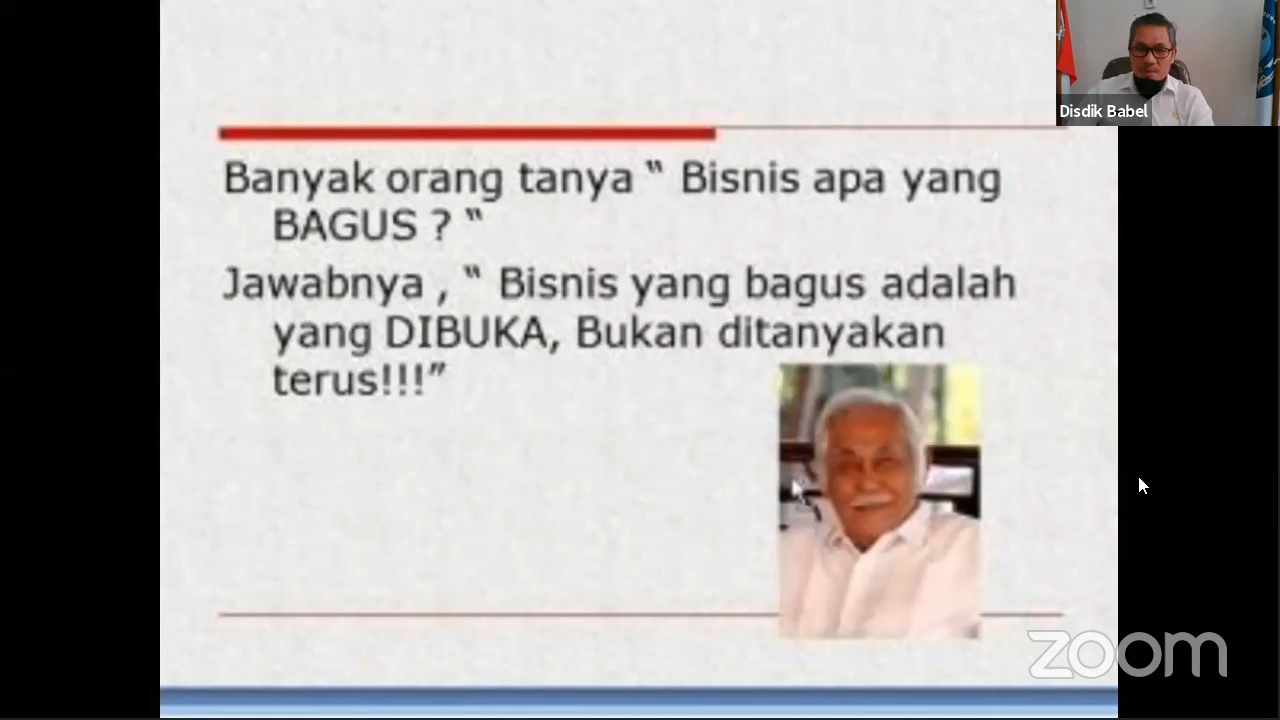 Disdik Babel
Banyak orang tanya “ Bisnis apa yang
BAGUS ? “
Jawabnya , “ Bisnis yang bagus adalah
yang DIBUKA, Bukan ditanyakan
terus!!!”
zoom